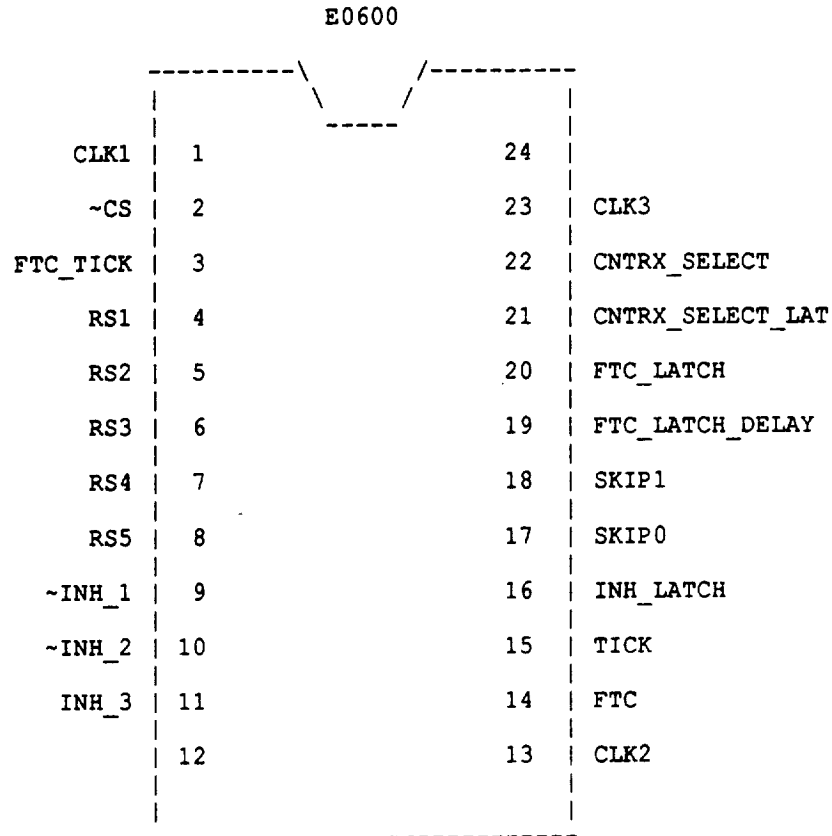 E0600
CLK1 1 24
~CS 2 23 CLK3
FTC_TICK 3 22 CNTRX_SELECT
RS1 4 21 CNTRX_SELECT_LAT
RS2 5 20 FTC_LATCH
RS3 6 19 FTC_LATCH_DELAY
RS4 7 18 SKIP1
RS5 8 17 SKIP0
~INH_1 9 16 INH_LATCH
~INH_2 10 15 TICK
INH_3 11 14 FTC
12 13 CLK2